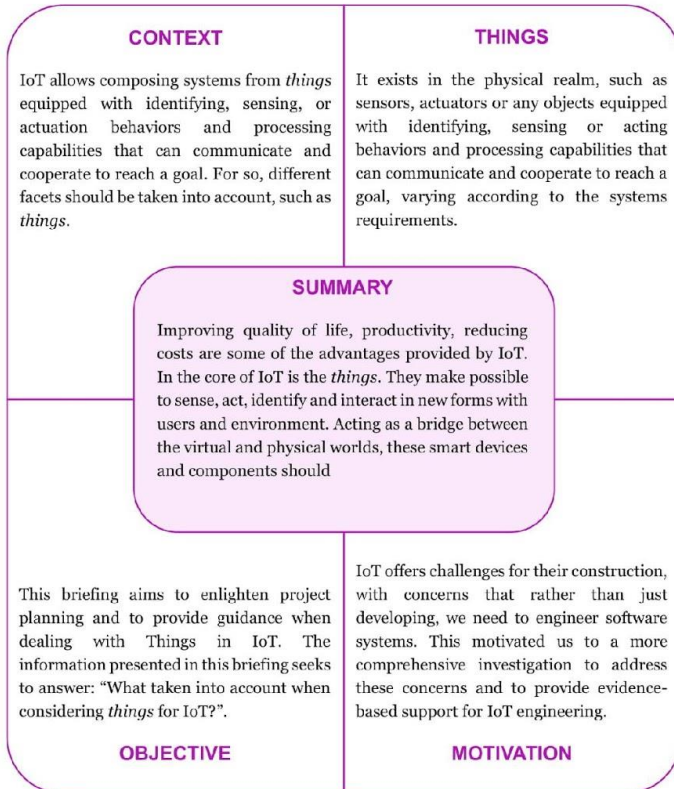 CONTEXT
IoT allows composing systems from things
equipped with identifying, sensing, or
actuation behaviors and processing
capabilities that can communicate and
cooperate to reach a goal. For so, different
facets should be taken into account, such as
things.
THINGS
It exists in the physical realm, such as
sensors, actuators or any objects equipped
with identifying, sensing or acting
behaviors and processing capabilities that
can communicate and cooperate to reach a
goal, varying according to the systems
requirements.
SUMMARY
Improving quality of life, productivity, reducing
costs are some of the advantages provided by IoT.
In the core of IoT is the things. They make possible
to sense, act, identify and interact in new forms with
users and environment. Acting as a bridge between
the virtual and physical worlds, these smart devices
and components should
This briefing aims to enlighten project
planning and to provide guidance when
dealing with Things in IoT. The
information presented in this briefing seeks
to answer: “What taken into account when
considering things for IoT?”.
OBJECTIVE
IoT offers challenges for their construction,
with concerns that rather than just
developing, we need to engineer software
systems. This motivated us to a more
comprehensive investigation to address
these concerns and to provide evidence-
based support for IoT engineering.
MOTIVATION